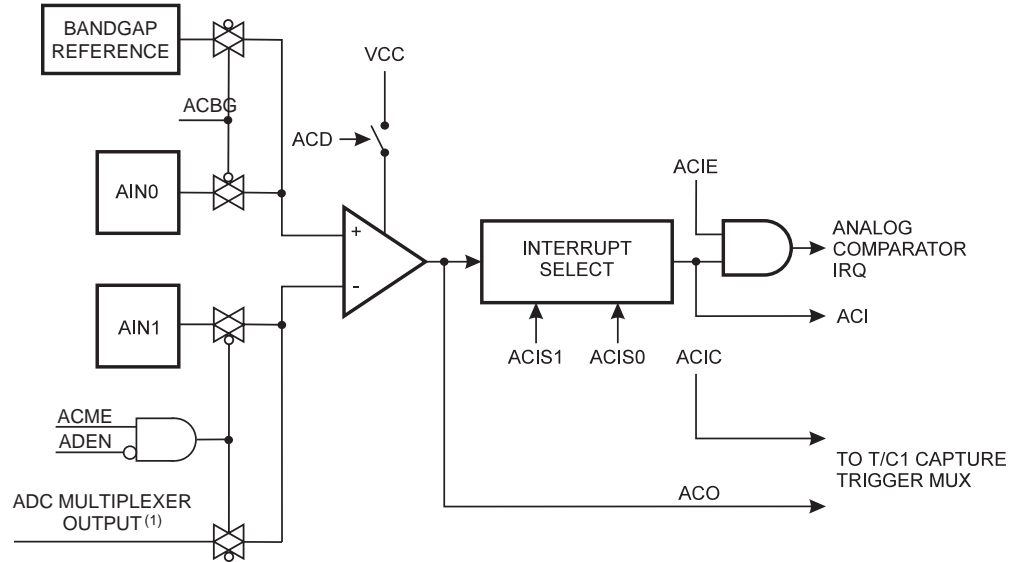 BANDGAP
REFERENCE
ACBG
VCC
ACD
AIN0
ACIE
+
-
INTERRUPT
SELECT
ANALOG
COMPARATOR
IRQ
AIN1
ACI
ACIS1
ACIS0
ACIC
ACME
ADEN
TO T/C1 CAPTURE
TRIGGER MUX
ACO
ADC MULTIPLEXER
OUTPUT (1)